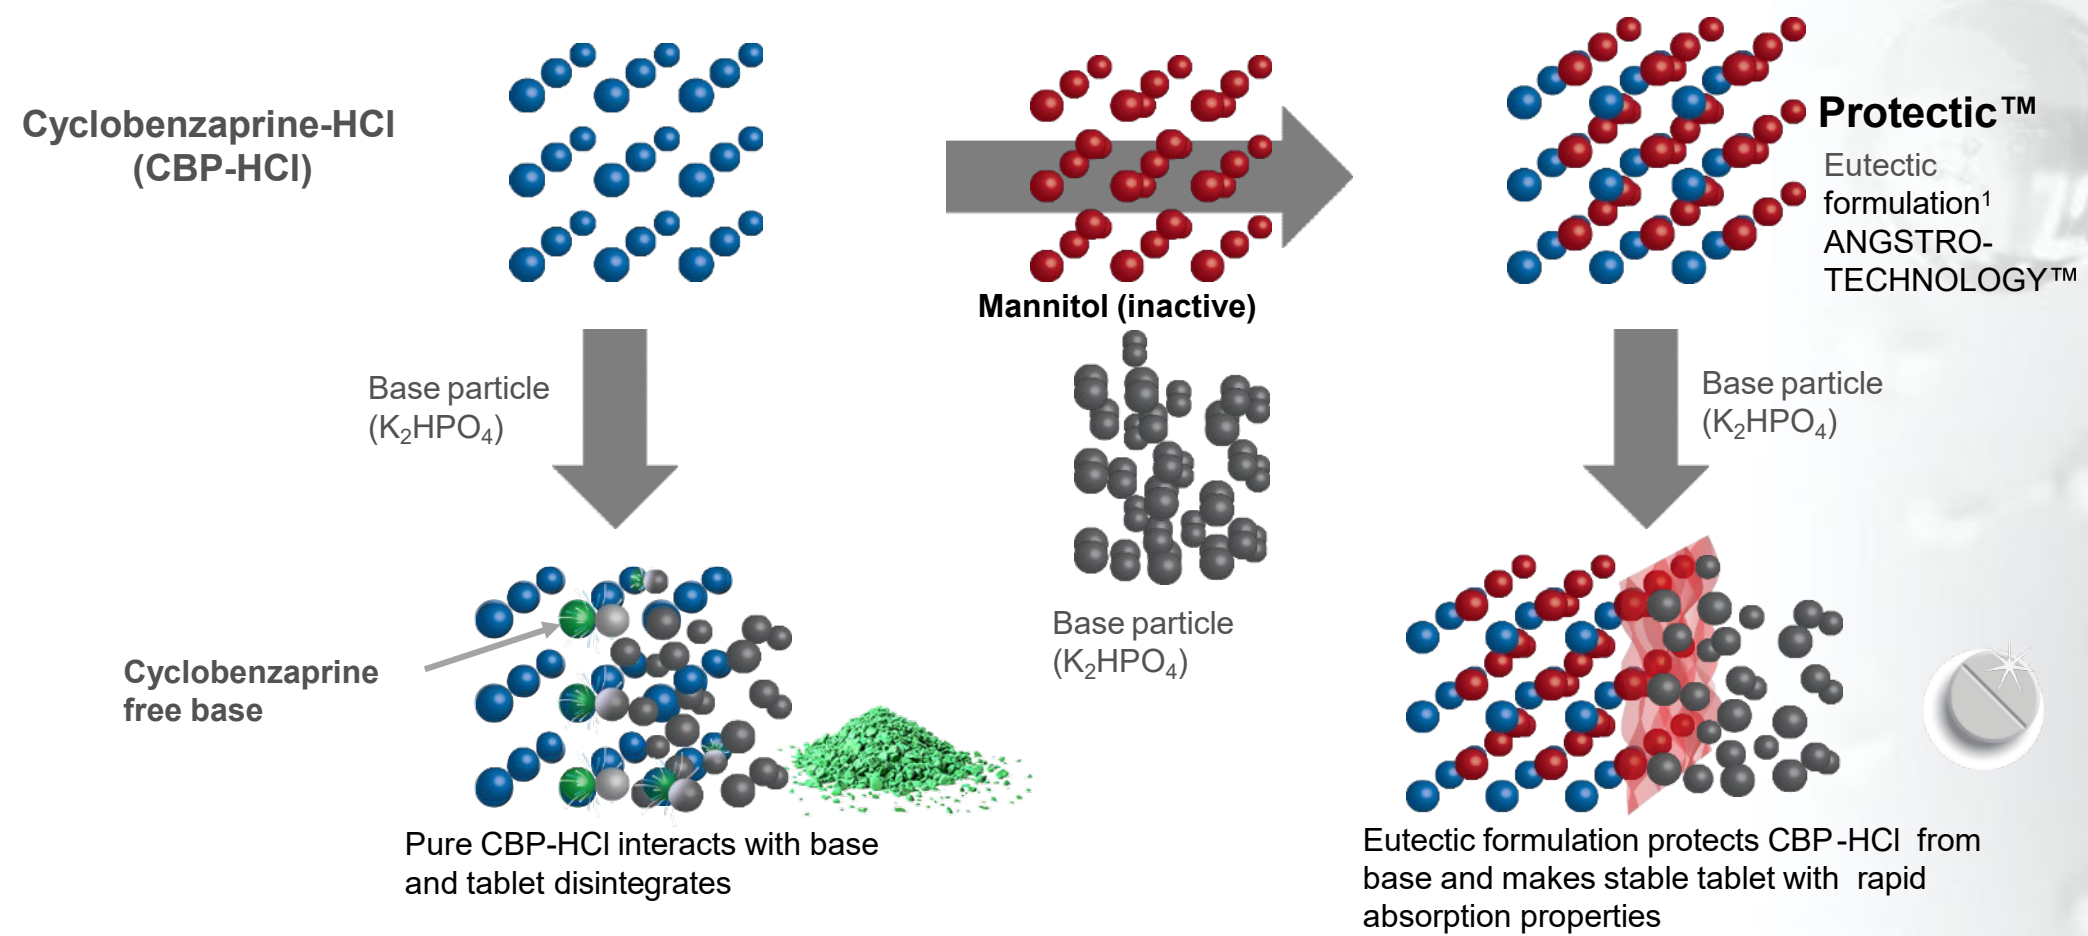 Cyclobenzaprine-HCl
(CBP-HCl)
Mannitol (inactive)
Protectic™
Eutectic
formulation¹
ANGSTRO-
TECHNOLOGY™
Base particle
(K₂HPO₄)
Base particle
(K₂HPO₄)
Base particle
(K₂HPO₄)
Cyclobenzaprine
free base
Pure CBP-HCl interacts with base
and tablet disintegrates
Eutectic formulation protects CBP-HCl from
base and makes stable tablet with rapid
absorption properties